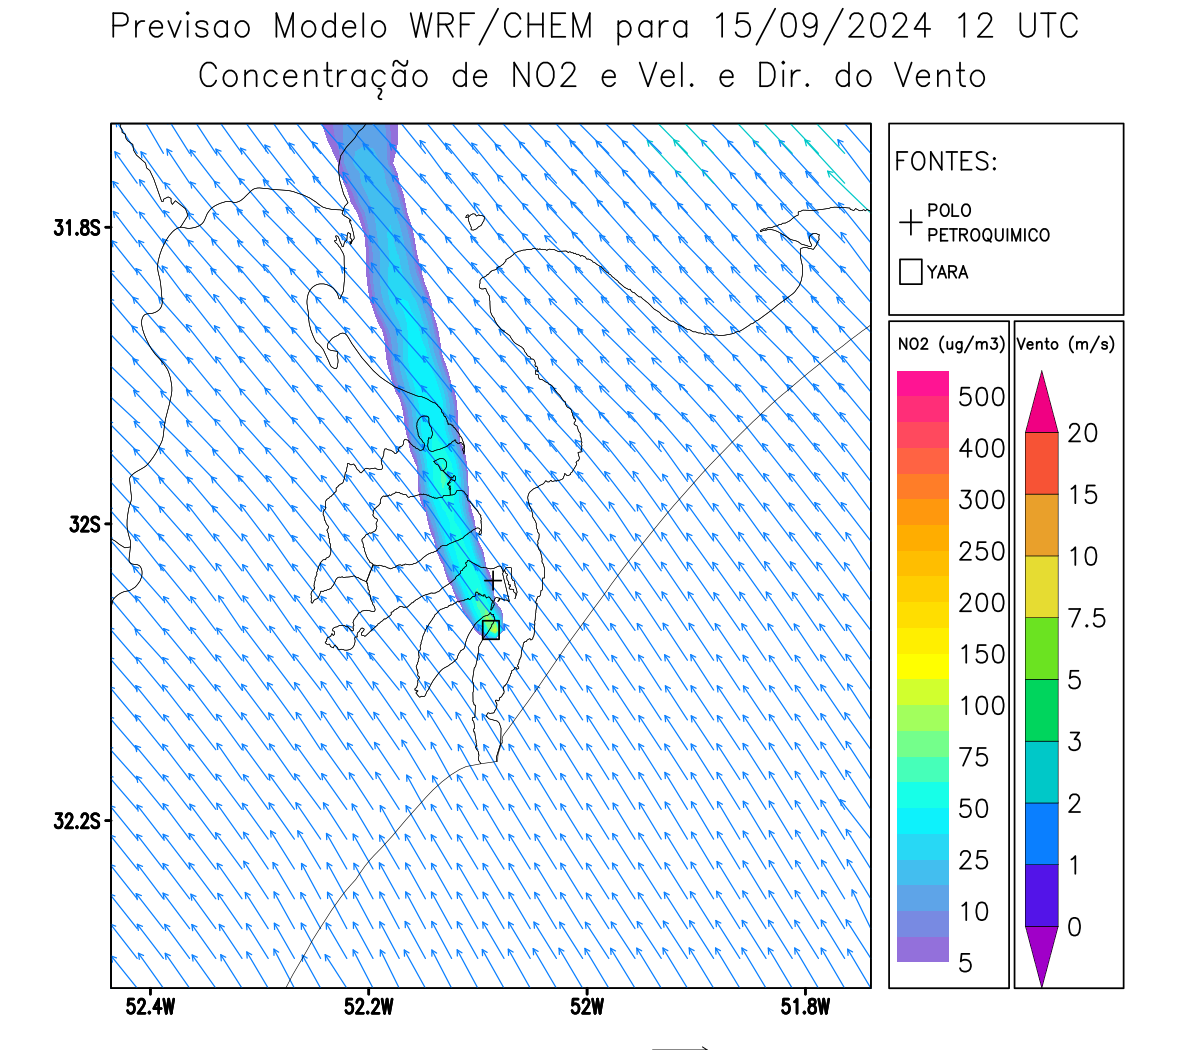 Previsao Modelo WRF/CHEM para 15/09/2024 12 UTC
Concentração de NO2 e Vel. e Dir. do Vento
FONTES:
POLO
PETROQUIMICO
YARA
NO2 (ug/m3)
500
400
300
250
200
150
100
75
50
25
10
5
Vento (m/s)
20
15
10
7.5
5
3
2
1
0
31.8S
32S
32.2S
52.4W
52.2W
52W
51.8W